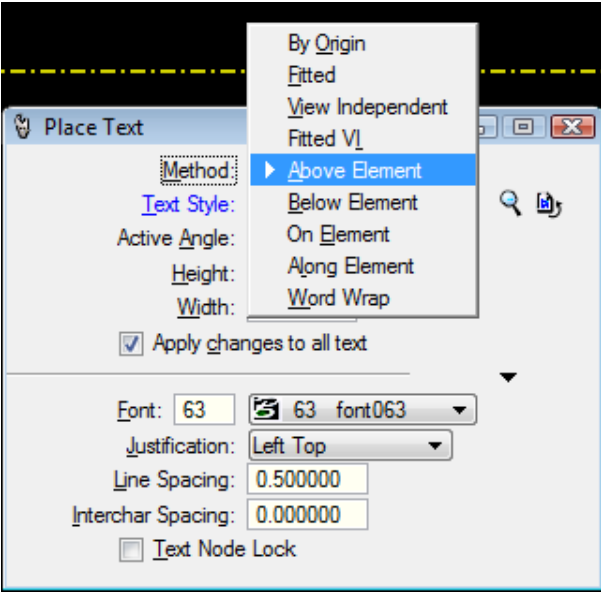 By Origin
Fitted
View Independent
Fitted VI
Place Text
Method:
Above Element
Text Style:
Below Element
Active Angle:
On Element
Height:
Along Element
Width:
Word Wrap
Apply changes to all text
Font: 63 63 font063
Justification: Left Top
Line Spacing: 0.500000
Interchar Spacing: 0.000000
Text Node Lock